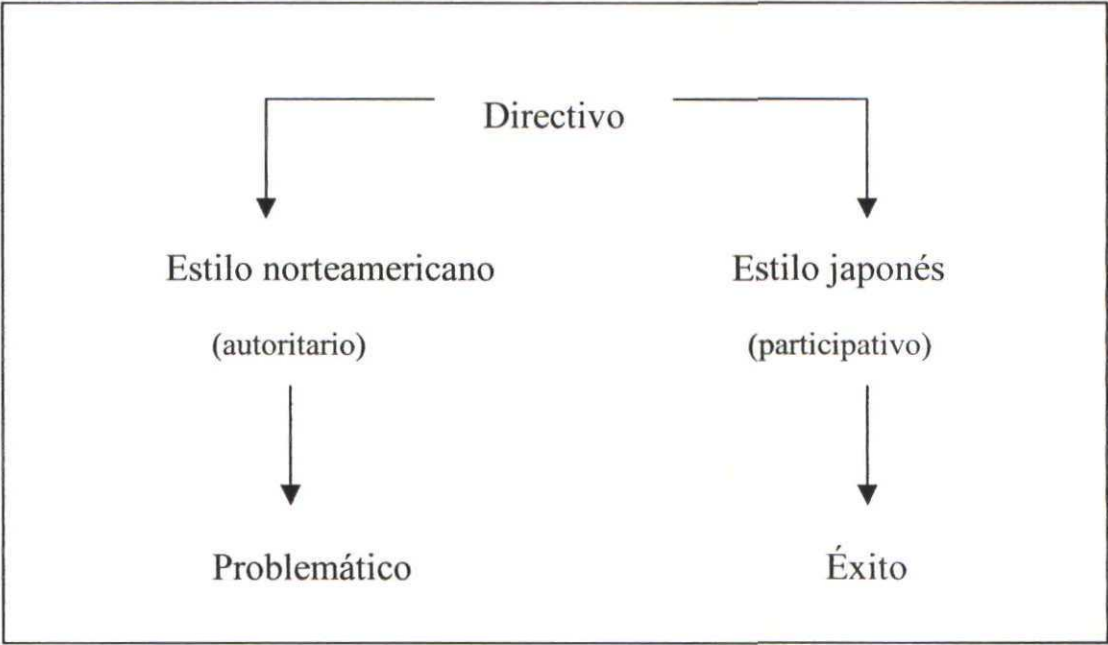 Directivo
Estilo norteamericano
Estilo japonés
(autoritario)
(participativo)
Problemático
Éxito